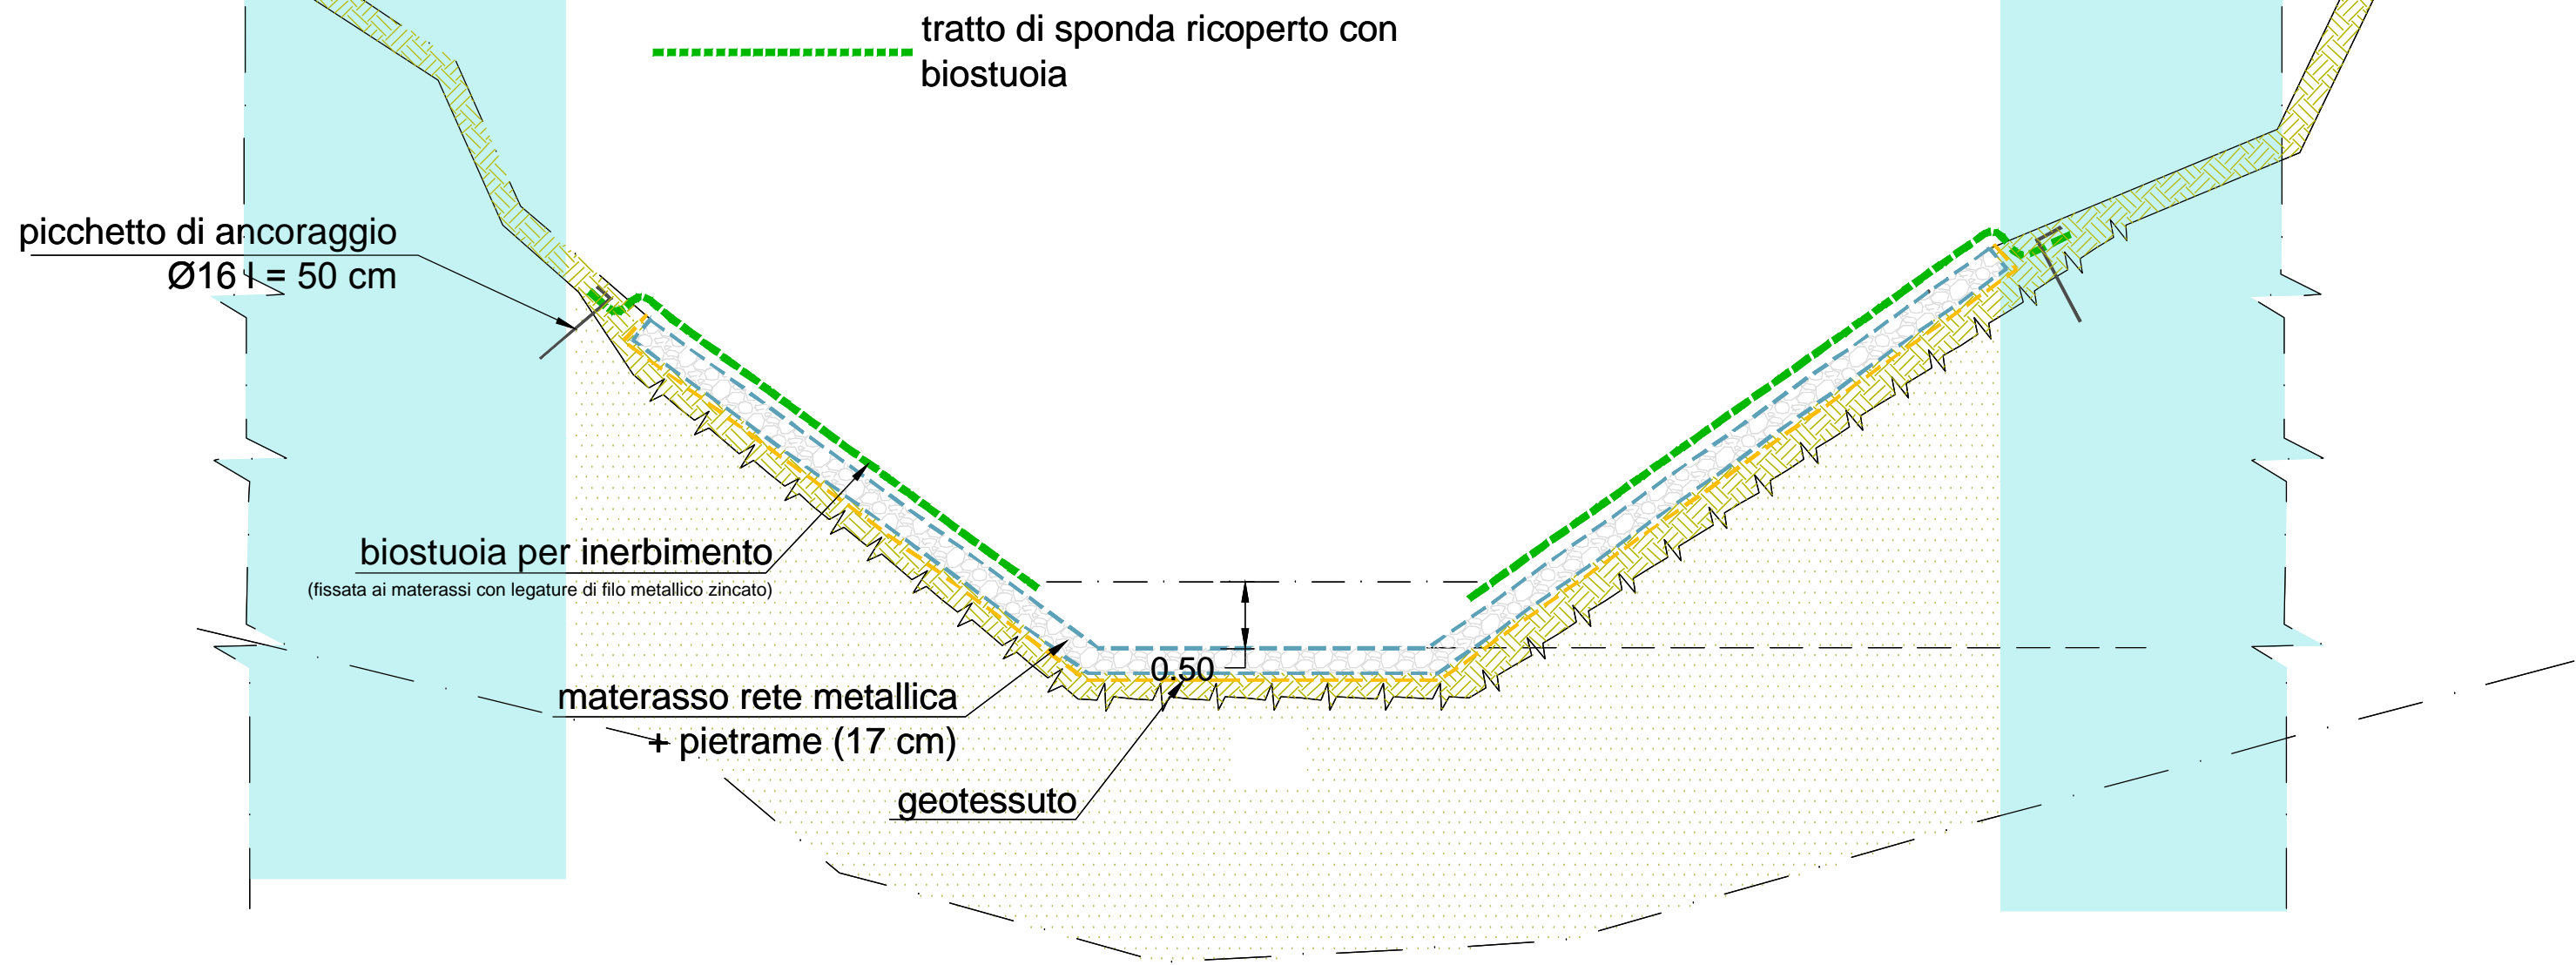 tratto di sponda ricoperto con
biostuoia
picchetto di ancoraggio
Ø16 l = 50 cm
biostuoia per inerbimento
(fissata ai materassi con legature di filo metallico zincato)
0.50
materasso rete metallica
+ pietrame (17 cm)
geotessuto